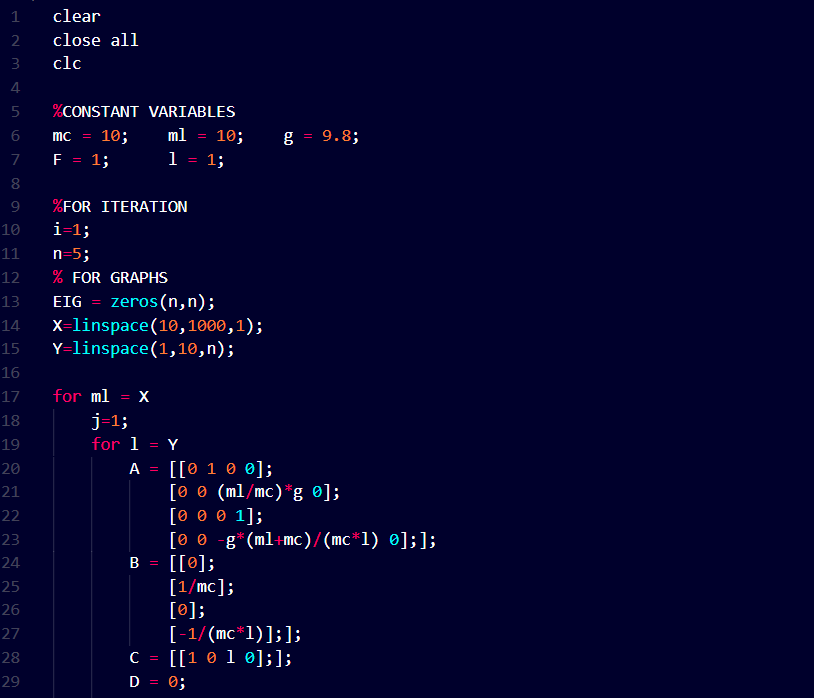 1 clear
2 close all
3 clc
4
5 %CONSTANT VARIABLES
6 mc = 10;    ml = 10;    g = 9.8;
7 F = 1;      l = 1;
8
9 %FOR ITERATION
10 i=1;
11 n=5;
12 % FOR GRAPHS
13 EIG = zeros(n,n);
14 X=linspace(10,1000,1);
15 Y=linspace(1,10,n);
16
17 for ml = X
18     j=1;
19     for l = Y
20         A = [[0 1 0 0];
21             [0 0 (ml/mc)*g 0];
22             [0 0 0 1];
23             [0 0 -g*(ml+mc)/(mc*l) 0];];
24         B = [[0];
25             [1/mc];
26             [0];
27             [-1/(mc*l)];];
28         C = [[1 0 l 0];];
29         D = 0;